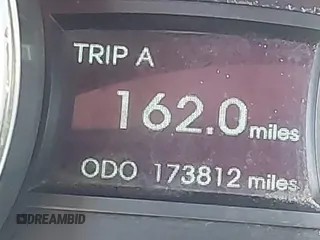 TRIP A
162.0 miles
ODO 173812 miles
DREAMBID